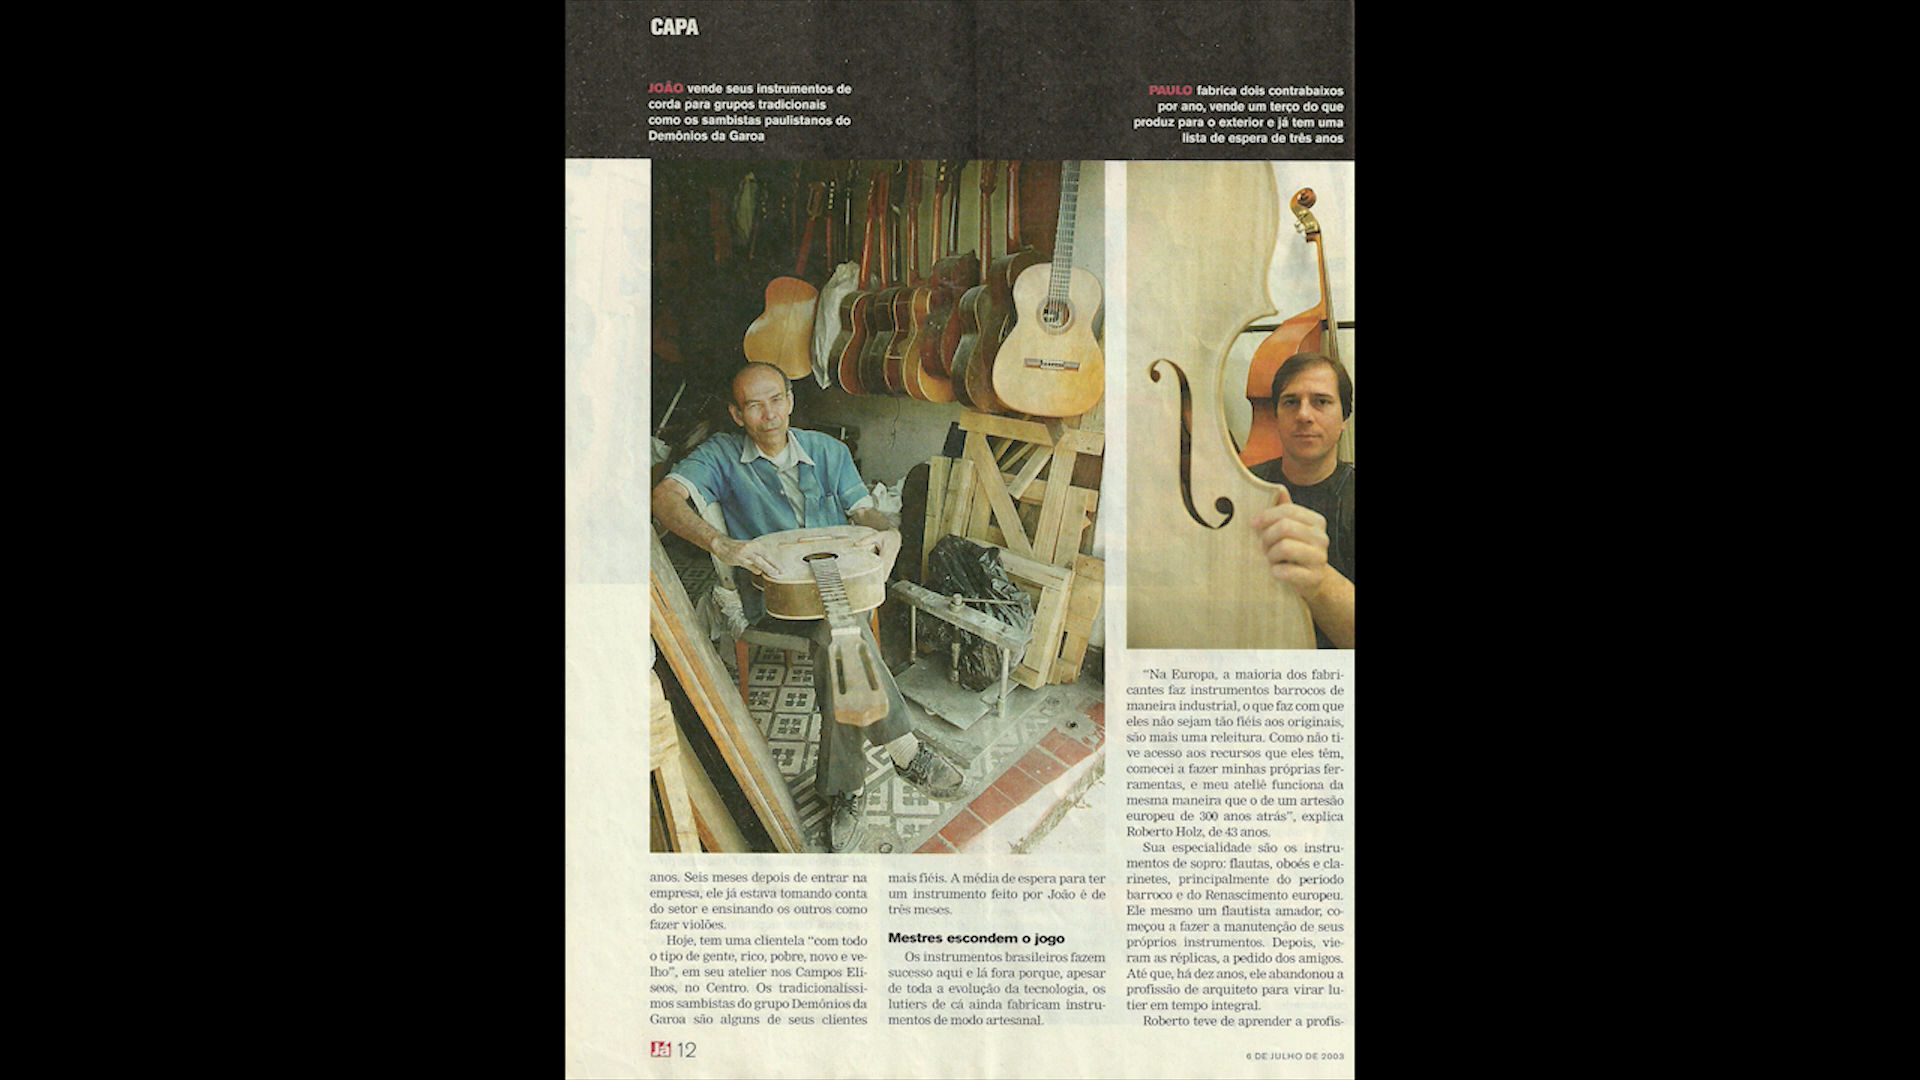 CAPA
JOÃO vende seus instrumentos de
corda para grupos tradicionais
como os sambistas paulistanos do
Demônios da Garoa
PAULO fabrica dois contrabaixos
por ano, vende um terço do que
produz para o exterior e já tem uma
lista de espera de três anos
anos. Seis meses depois de entrar na
empresa, ele já estava tomando conta
do setor e ensinando os outros como
fazer violões.
Hoje, tem uma clientela “com todo
o tipo de gente, rico, pobre, novo e ve-
lho”, em seu atelier nos Campos Elí-
seos, no Centro. Os tradicionalíssi-
mos sambistas do grupo Demônios da
Garoa são alguns de seus clientes
mais fiéis. A média de espera para ter
um instrumento feito por João é de
três meses.
Mestres escondem o jogo
Os instrumentos brasileiros fazem
sucesso aqui e lá fora porque, apesar
de toda a evolução da tecnologia, os
lutiers de cá ainda fabricam instru-
mentos de modo artesanal.
“Na Europa, a maioria dos fabri-
cantes faz instrumentos barrocos de
maneira industrial, o que faz com que
eles não sejam tão fiéis aos originais,
são mais uma releitura. Como não ti-
ve acesso aos recursos que eles têm,
comecei a fazer minhas próprias fer-
ramentas, e meu ateliê funciona da
mesma maneira que o de um artesão
europeu de 300 anos atrás”, explica
Roberto Holz, de 43 anos.
Sua especialidade são os instru-
mentos de sopro: flautas, oboés e cla-
rinetes, principalmente do período
barroco e do Renascimento europeu.
Ele mesmo um flautista amador, co-
meçou a fazer a manutenção de seus
próprios instrumentos. Depois, vie-
ram as réplicas, a pedido dos amigos.
Até que, há dez anos, ele abandonou a
profissão de arquiteto para virar lu-
tier em tempo integral.
Roberto teve de aprender a profis-
Já 12
6 DE JULHO DE 2003